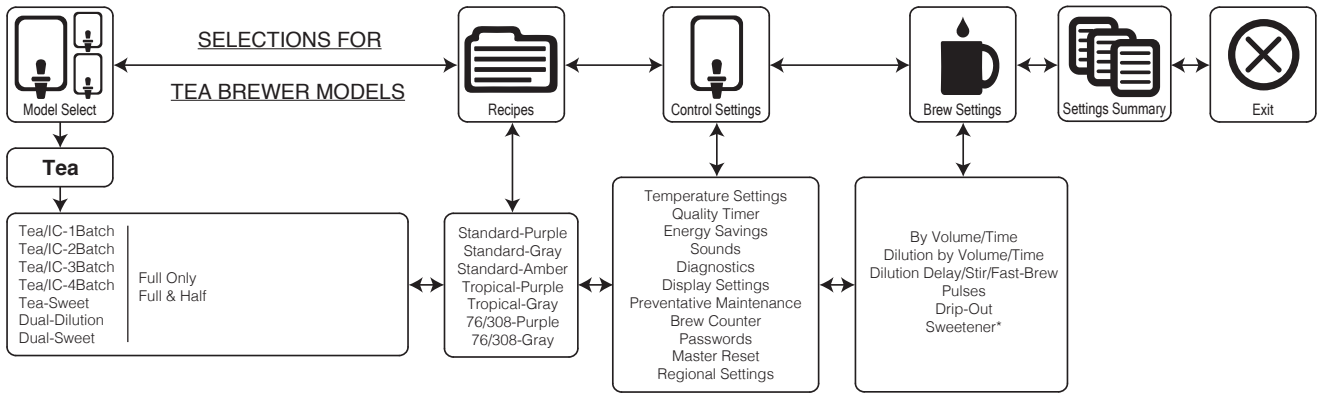 SELECTIONS FOR
TEA BREWER MODELS
Model Select
Recipes
Control Settings
Brew Settings
Settings Summary
Exit
Tea
Tea/IC-1Batch
Tea/IC-2Batch
Tea/IC-3Batch
Tea/IC-4Batch
Tea-Sweet
Dual-Dilution
Dual-Sweet
Full Only
Full & Half
Standard-Purple
Standard-Gray
Standard-Amber
Tropical-Purple
Tropical-Gray
76/308-Purple
76/308-Gray
Temperature Settings
Quality Timer
Energy Savings
Sounds
Diagnostics
Display Settings
Preventative Maintenance
Brew Counter
Passwords
Master Reset
Regional Settings
By Volume/Time
Dilution by Volume/Time
Dilution Delay/Stir/Fast-Brew
Pulses
Drip-Out
Sweetener*